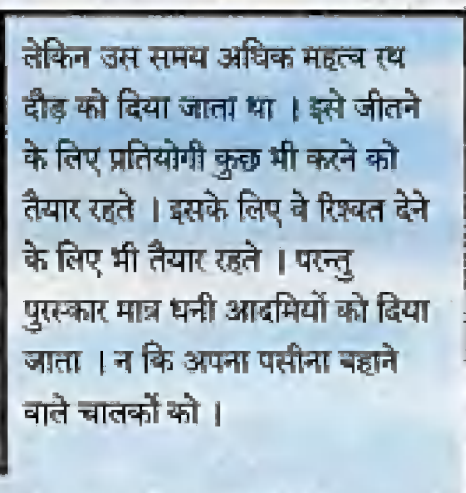 लेकिन उस समय अधिक महत्व रथ
दौड़ को दिया जाता था । इसे जीतने
के लिए प्रतियोगी कुछ भी करने को
तैयार रहते । इसके लिए वे रिश्वत देने
के लिए भी तैयार रहते । परन्तु
पुरस्कार मात्र धनी आदमियों को दिया
जाता । न कि अपना पसीना बहाने
वाले चालकों को ।